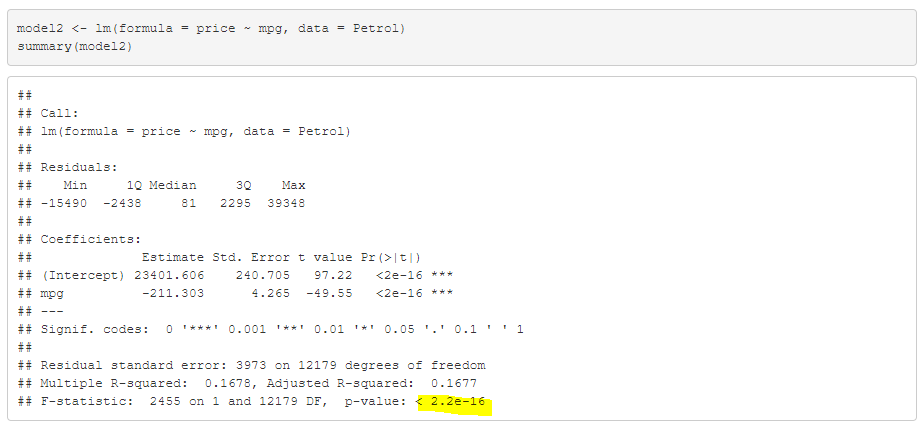 model2 <- lm(formula = price ~ mpg, data = Petrol)
summary(model2)
##
## Call:
## lm(formula = price ~ mpg, data = Petrol)
##
## Residuals:
##    Min     1Q Median     3Q    Max
## -15490  -2438     81   2295  39348
##
## Coefficients:
##              Estimate Std. Error t value Pr(>|t|)
## (Intercept) 23401.606    240.705   97.22   <2e-16 ***
## mpg          -211.303      4.265  -49.55   <2e-16 ***
## ---
## Signif. codes:  0 '***' 0.001 '**' 0.01 '*' 0.05 '.' 0.1 ' ' 1
##
## Residual standard error: 3973 on 12179 degrees of freedom
## Multiple R-squared:  0.1678, Adjusted R-squared:  0.1677
## F-statistic:  2455 on 1 and 12179 DF,  p-value: < 2.2e-16